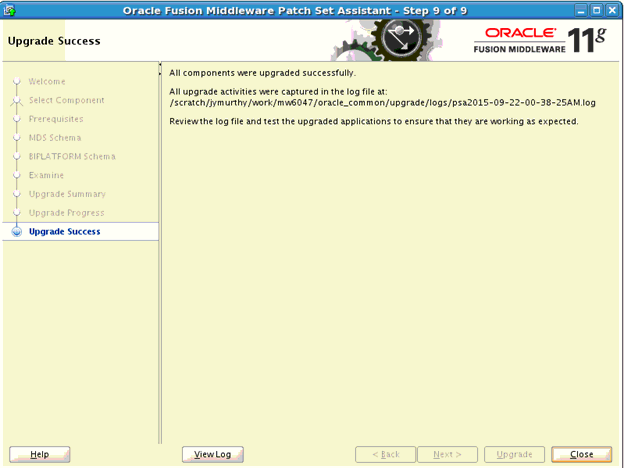 Oracle Fusion Middleware Patch Set Assistant - Step 9 of 9
Upgrade Success
ORACLE
FUSION MIDDLEWARE 11g
Welcome
Select Component
Prerequisites
MDS Schema
BIPLATFORM Schema
Examine
Upgrade Summary
Upgrade Progress
Upgrade Success
All components were upgraded successfully.
All upgrade activities were captured in the log file at:
/scratch/jymurthy/work/mw6047/oracle_common/upgrade/logs/psa2015-09-22-00-38-25AM.log
Review the log file and test the upgraded applications to ensure that they are working as expected.
Help
View Log
< Back
Next >
Upgrade
Close